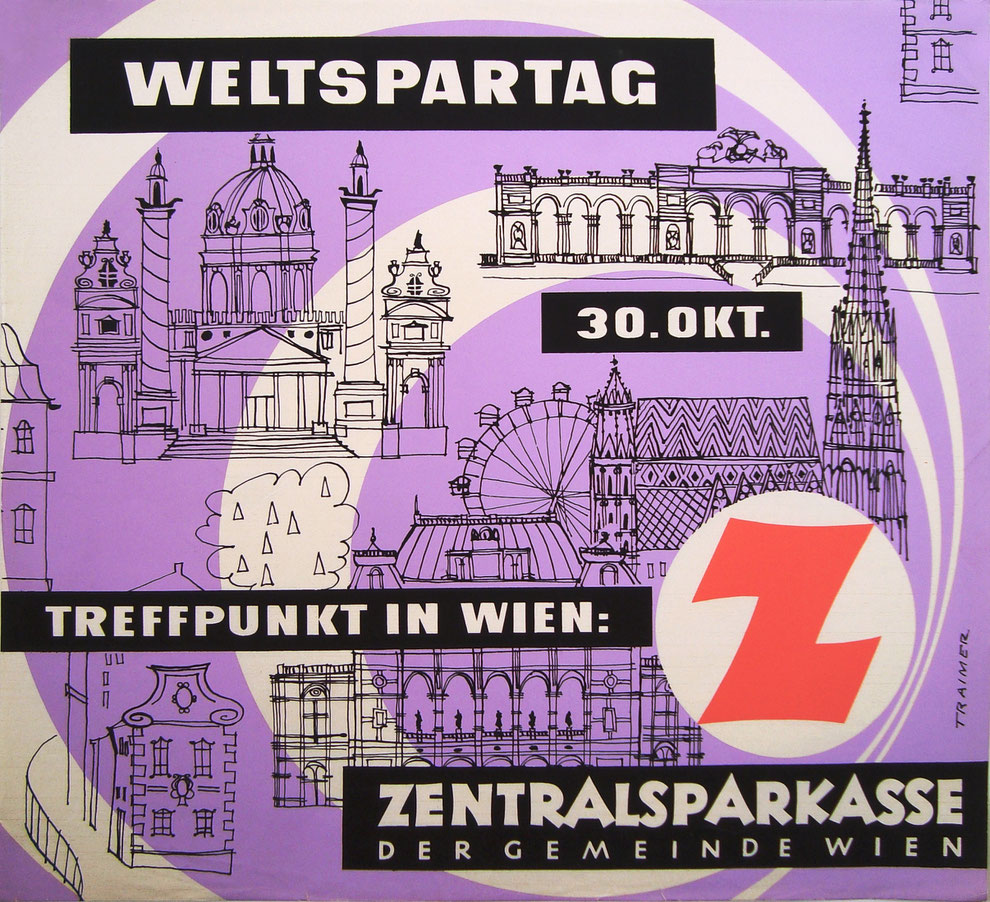 WELTSPARTAG
30. OKT.
TREFFPUNKT IN WIEN:
Z
TRAIMER
ZENTRALSPARKASSE
DER GEMEINDE WIEN